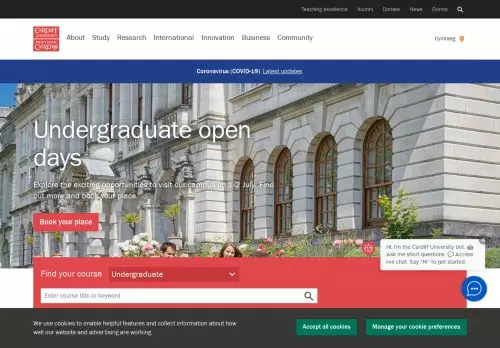 Teaching excellence Alumni Donate News Events
CARDIFF
UNIVERSITY
PRIFYSGOL
CAERDYDD
About Study Research International Innovation Business Community
Cymraeg
Coronavirus (COVID-19): Latest updates.
Undergraduate open
days
Explore the exciting opportunities to visit our campus on 1-2 July. Find
out more and book your place.
Book your place
Hi, I'm the Cardiff University bot.
Ask me short questions. Access
live chat. Say "Hi" to get started.
Find your course Undergraduate
Enter course title or keyword
We use cookies to enable helpful features and collect information about
how well our website and advertising are working.
Accept all cookies
Manage your cookie preferences